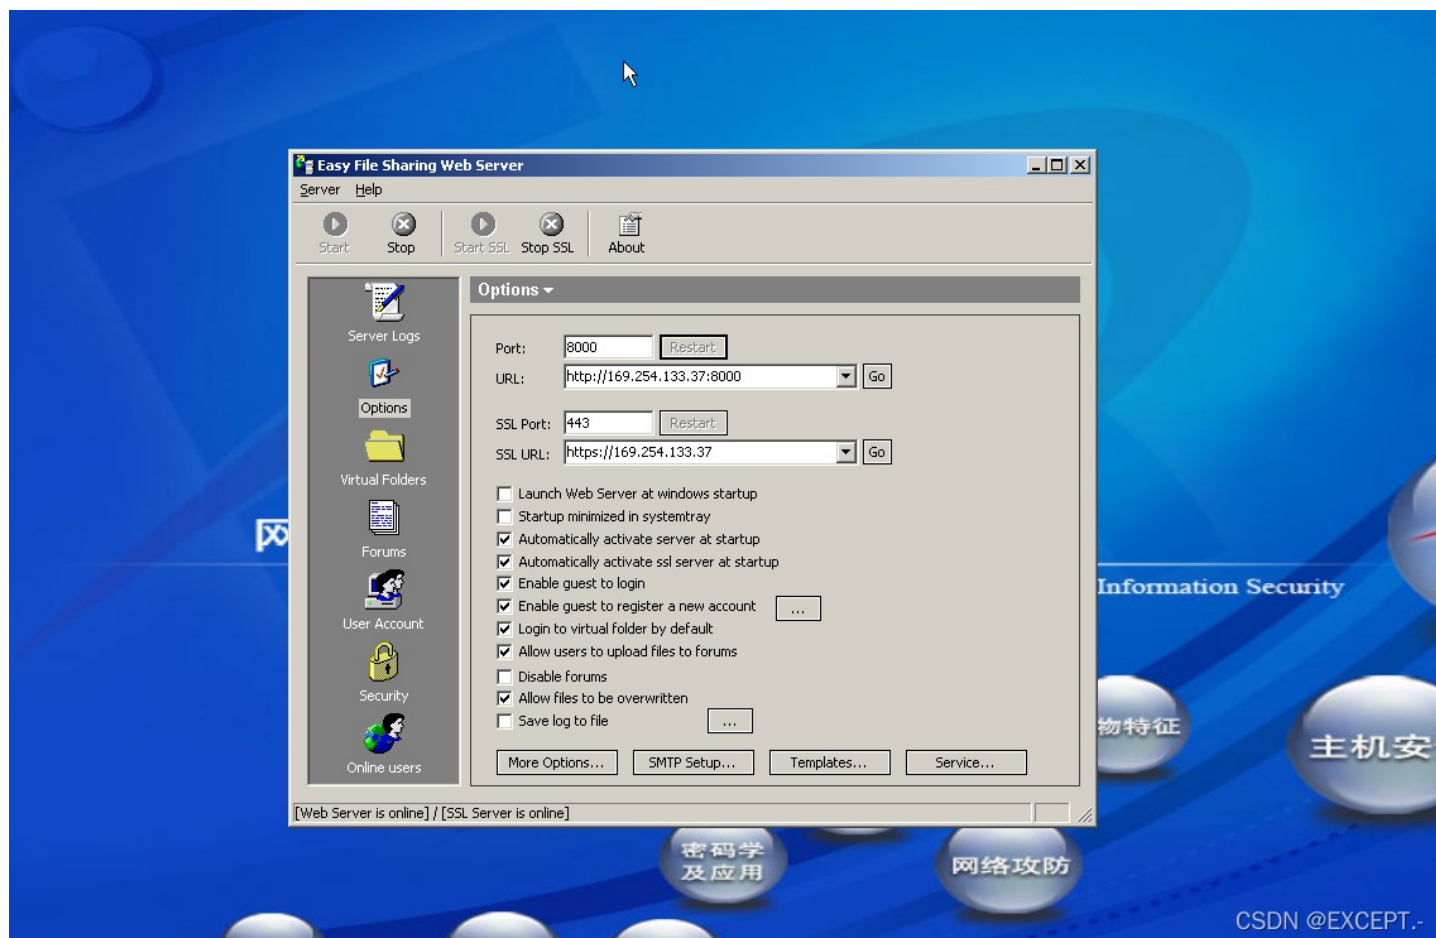 Easy File Sharing Web Server
Server Help
Start Stop Start SSL Stop SSL About
Options
Server Logs
Options
Virtual Folders
Forums
User Account
Security
Online users
Port: 8000 Restart
URL: http://169.254.133.37:8000 Go
SSL Port: 443 Restart
SSL URL: https://169.254.133.37 Go
Launch Web Server at windows startup
Startup minimized in systemtray
Automatically activate server at startup
Automatically activate ssl server at startup
Enable guest to login
Enable guest to register a new account ...
Login to virtual folder by default
Allow users to upload files to forums
Disable forums
Allow files to be overwritten
Save log to file ...
More Options... SMTP Setup... Templates... Service...
[Web Server is online] / [SSL Server is online]
网
Information Security
物特征
主机安
密码学
及应用
网络攻防
CSDN @EXCEPT.-